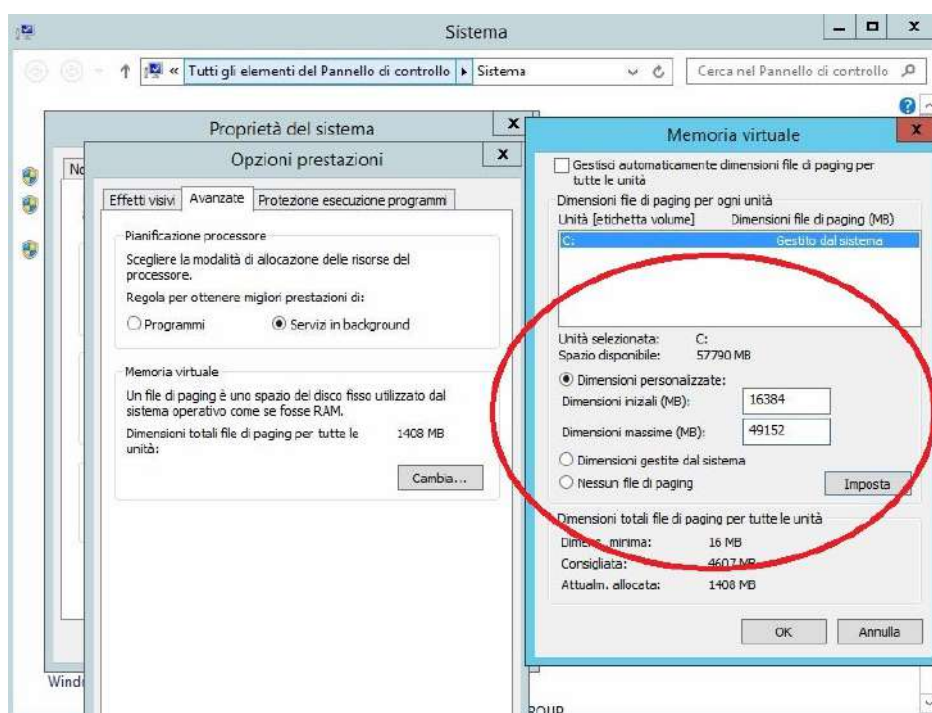 Sistema
« Tutti gli elementi del Pannello di controllo ▸ Sistema
Cerca nel Pannello di controllo
Proprietà del sistema
Opzioni prestazioni
Effetti visivi
Avanzate
Protezione esecuzione programmi
Pianificazione processore
Scegliere la modalità di allocazione delle risorse del
processore.
Regola per ottenere migliori prestazioni di:
Programmi
Servizi in background
Memoria virtuale
Un file di paging è uno spazio del disco fisso utilizzato dal
sistema operativo come se fosse RAM.
Dimensioni totali file di paging per tutte le 1408 MB
unità:
Cambia...
Memoria virtuale
Gestisci automaticamente dimensioni file di paging per
tutte le unità
Dimensioni file di paging per ogni unità
Unità [etichetta volume] Dimensioni file di paging (MB)
C: Gestito dal sistema
Unità selezionata: C:
Spazio disponibile: 57790 MB
Dimensioni personalizzate:
Dimensioni iniziali (MB): 16384
Dimensioni massime (MB): 49152
Dimensioni gestite dal sistema
Nessun file di paging
Imposta
Dimensioni totali file di paging per tutte le unità
Dimens. minima: 16 MB
Consigliata: 4607 MB
Attualm. allocata: 1408 MB
OK
Annulla